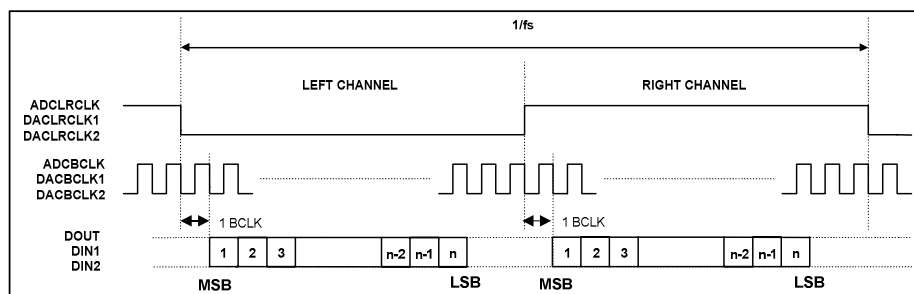 1/fs
LEFT CHANNEL
RIGHT CHANNEL
ADCLRCLK
DACLRCLK1
DACLRCLK2
ADCBCLK
DACBCLK1
DACBCLK2
1 BCLK
1 BCLK
DOUT
DIN1
DIN2
1 2 3 n-2 n-1 n
1 2 3 n-2 n-1 n
MSB LSB MSB LSB